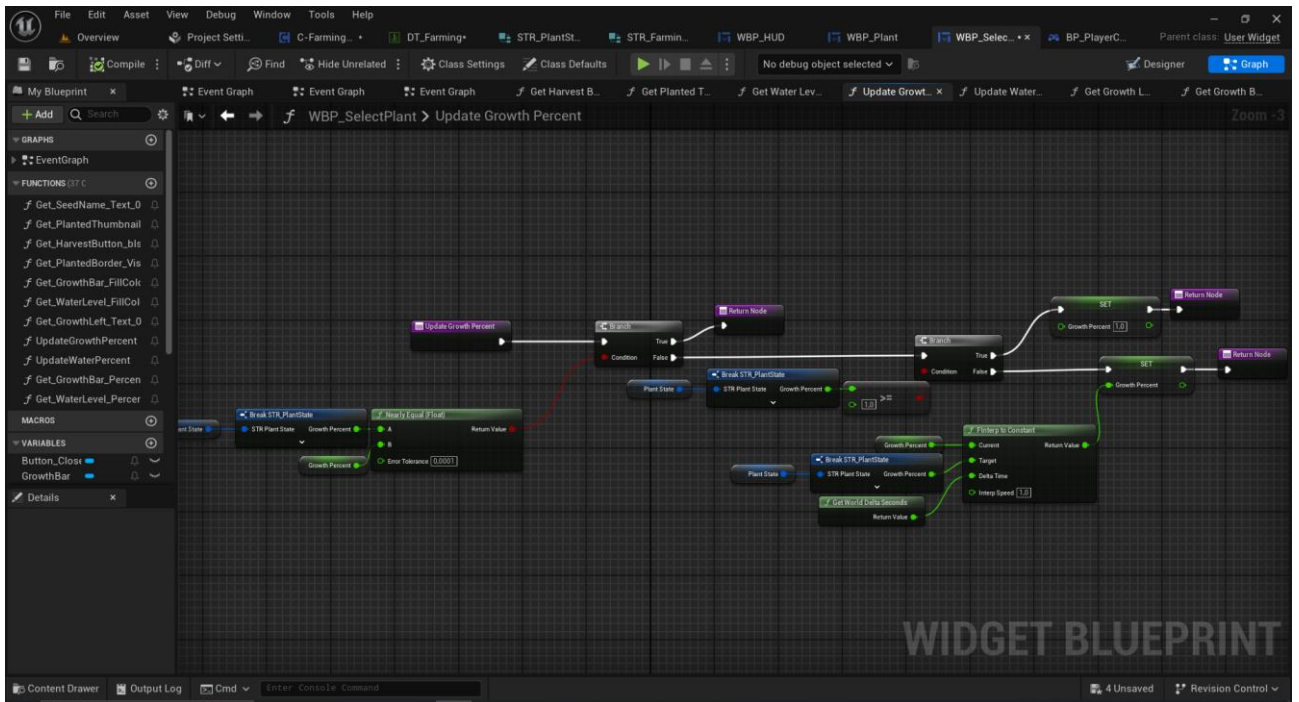 File Edit Asset View Debug Window Tools Help
Overview Project Setti... C-Farming... • DT_Farming• STR_PlantSt... STR_Farmin... WBP_HUD WBP_Plant WBP_Selec... • × BP_PlayerC... Parent class: User Widget
Compile Diff Find Hide Unrelated Class Settings Class Defaults No debug object selected Designer Graph
My Blueprint × Event Graph Event Graph Event Graph Get Harvest B... Get Planted T... Get Water Lev... Update Growt... × Update Water... Get Growth L... Get Growth B...
+ Add Search WBP_SelectPlant > Update Growth Percent Zoom -3
GRAPHS
EventGraph
FUNCTIONS (37 C
Get_SeedName_Text_0
Get_PlantedThumbnail
Get_HarvestButton_bIs
Get_PlantedBorder_Vis
Get_GrowthBar_FillColo
Get_WaterLevel_FillCol
Get_GrowthLeft_Text_0
UpdateGrowthPercent
UpdateWaterPercent
Get_GrowthBar_Percen
Get_WaterLevel_Percer
MACROS
VARIABLES
Button_Close
GrowthBar
Details ×
ant State
Break STR_PlantState
STR Plant State Growth Percent
Nearly Equal (Float)
A Return Value
B
Error Tolerance 0,0001
Growth Percent
Update Growth Percent
Branch
True
Condition False
Return Node
Plant State
Break STR_PlantState
STR Plant State Growth Percent
1,0 >=
Branch
True
Condition False
SET
Growth Percent 1,0
Return Node
SET
Growth Percent
Return Node
Growth Percent
Plant State
Break STR_PlantState
STR Plant State Growth Percent
Get World Delta Seconds
Return Value
FInterp to Constant
Current Return Value
Target
Delta Time
Interp Speed 1,0
WIDGET BLUEPRINT
Content Drawer Output Log Cmd Enter Console Command 4 Unsaved Revision Control